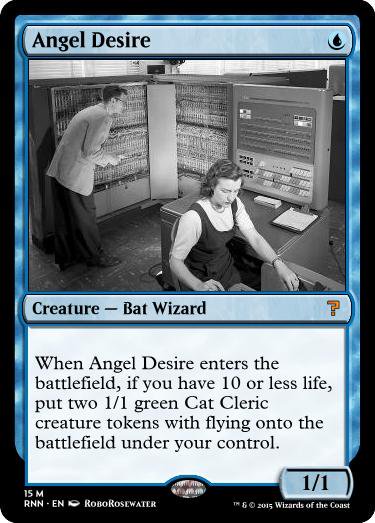 Angel Desire
Creature — Bat Wizard
When Angel Desire enters the
battlefield, if you have 10 or less life,
put two 1/1 green Cat Cleric
creature tokens with flying onto the
battlefield under your control.
1/1
15 M
RNN · EN RoboRosewater
™ & © 2015 Wizards of the Coast